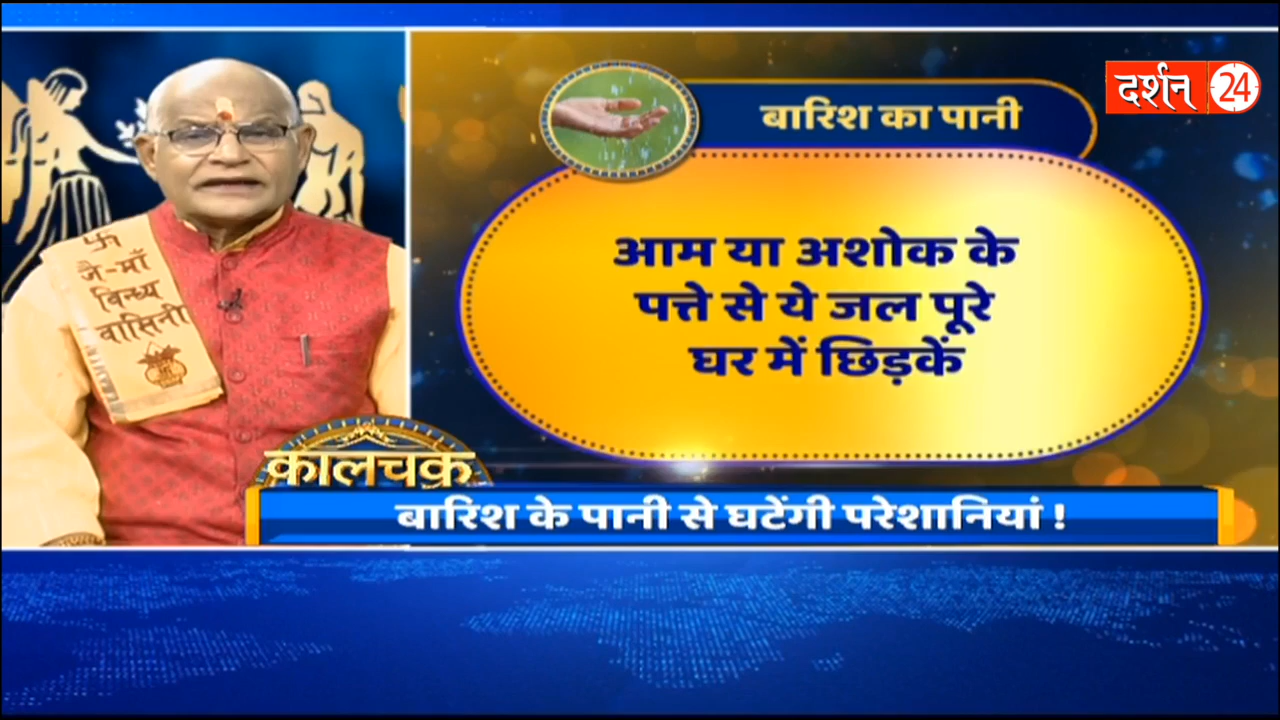 दर्शन 24
बारिश का पानी
आम या अशोक के
पत्ते से ये जल पूरे
घर में छिड़कें
जै-माँ
विन्ध्य
वासिनी
कालचक्र
बारिश के पानी से घटेंगी परेशानियां !